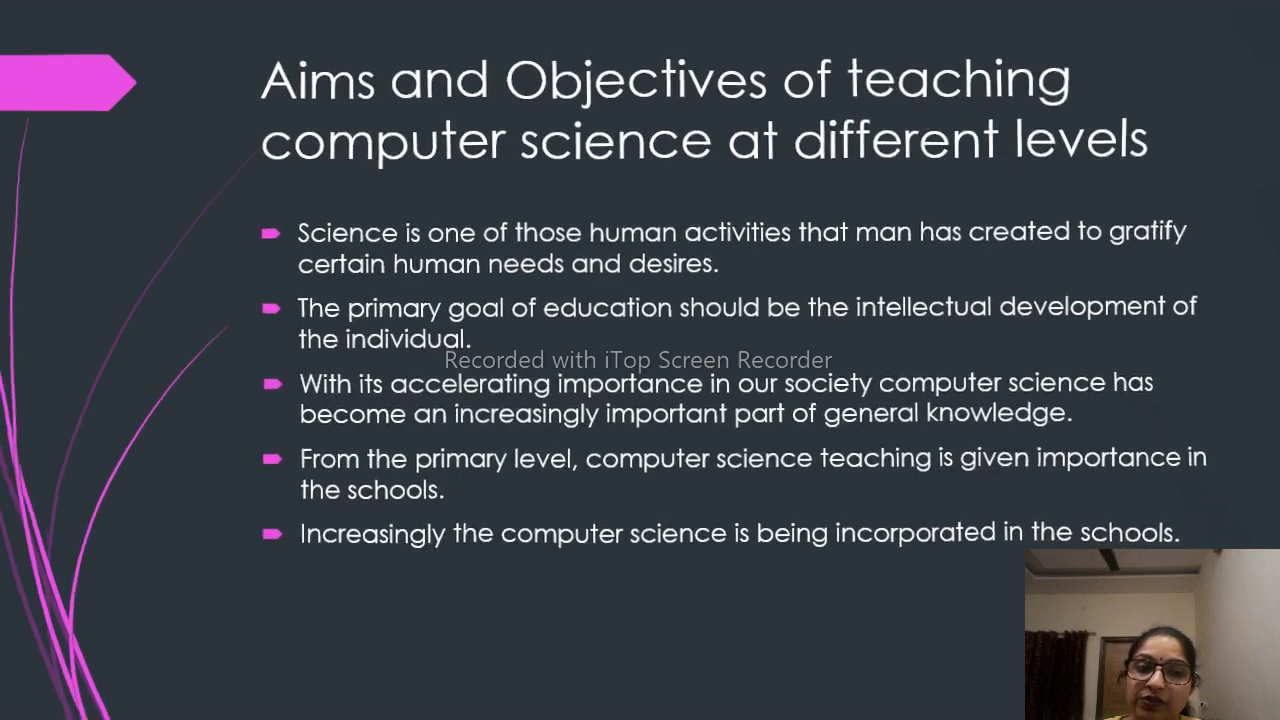 Aims and Objectives of teaching
computer science at different levels
Science is one of those human activities that man has created to gratify
certain human needs and desires.
The primary goal of education should be the intellectual development of
the individual.
Recorded with iTop Screen Recorder
With its accelerating importance in our society computer science has
become an increasingly important part of general knowledge.
From the primary level, computer science teaching is given importance in
the schools.
Increasingly the computer science is being incorporated in the schools.